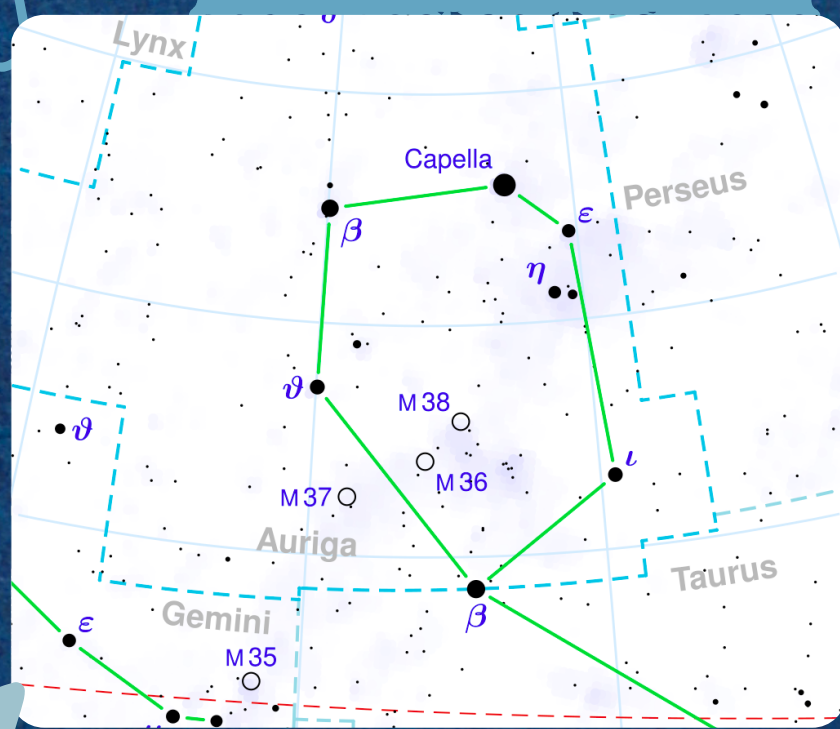 Lynx
Capella
Perseus
β
ε
η
ϑ
M 38
ϑ
M 36
ι
M 37
Auriga
Taurus
β
Gemini
ε
M 35